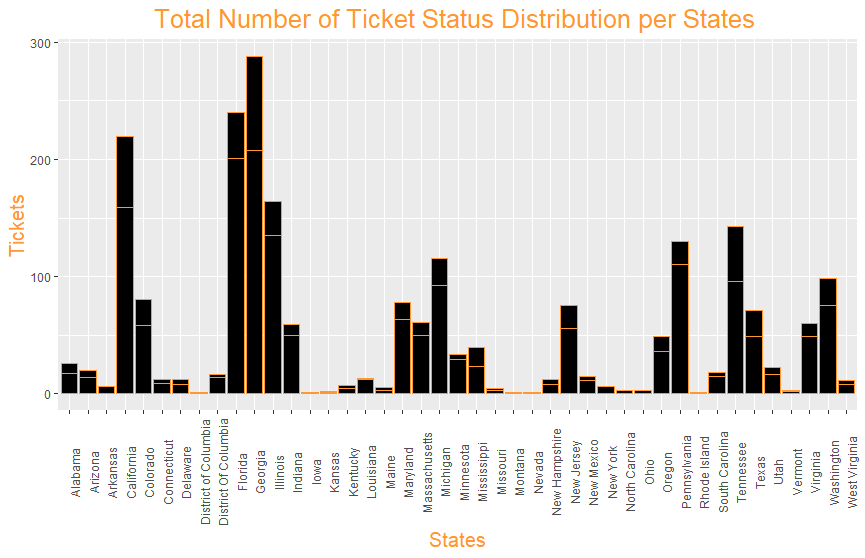 Total Number of Ticket Status Distribution per States
300
200
100
0
Tickets
Alabama
Arizona
Arkansas
California
Colorado
Connecticut
Delaware
District of Columbia
District Of Columbia
Florida
Georgia
Illinois
Indiana
Iowa
Kansas
Kentucky
Louisiana
Maine
Maryland
Massachusetts
Michigan
Minnesota
Mississippi
Missouri
Montana
Nevada
New Hampshire
New Jersey
New Mexico
New York
North Carolina
Ohio
Oregon
Pennsylvania
Rhode Island
South Carolina
Tennessee
Texas
Utah
Vermont
Virginia
Washington
West Virginia
States